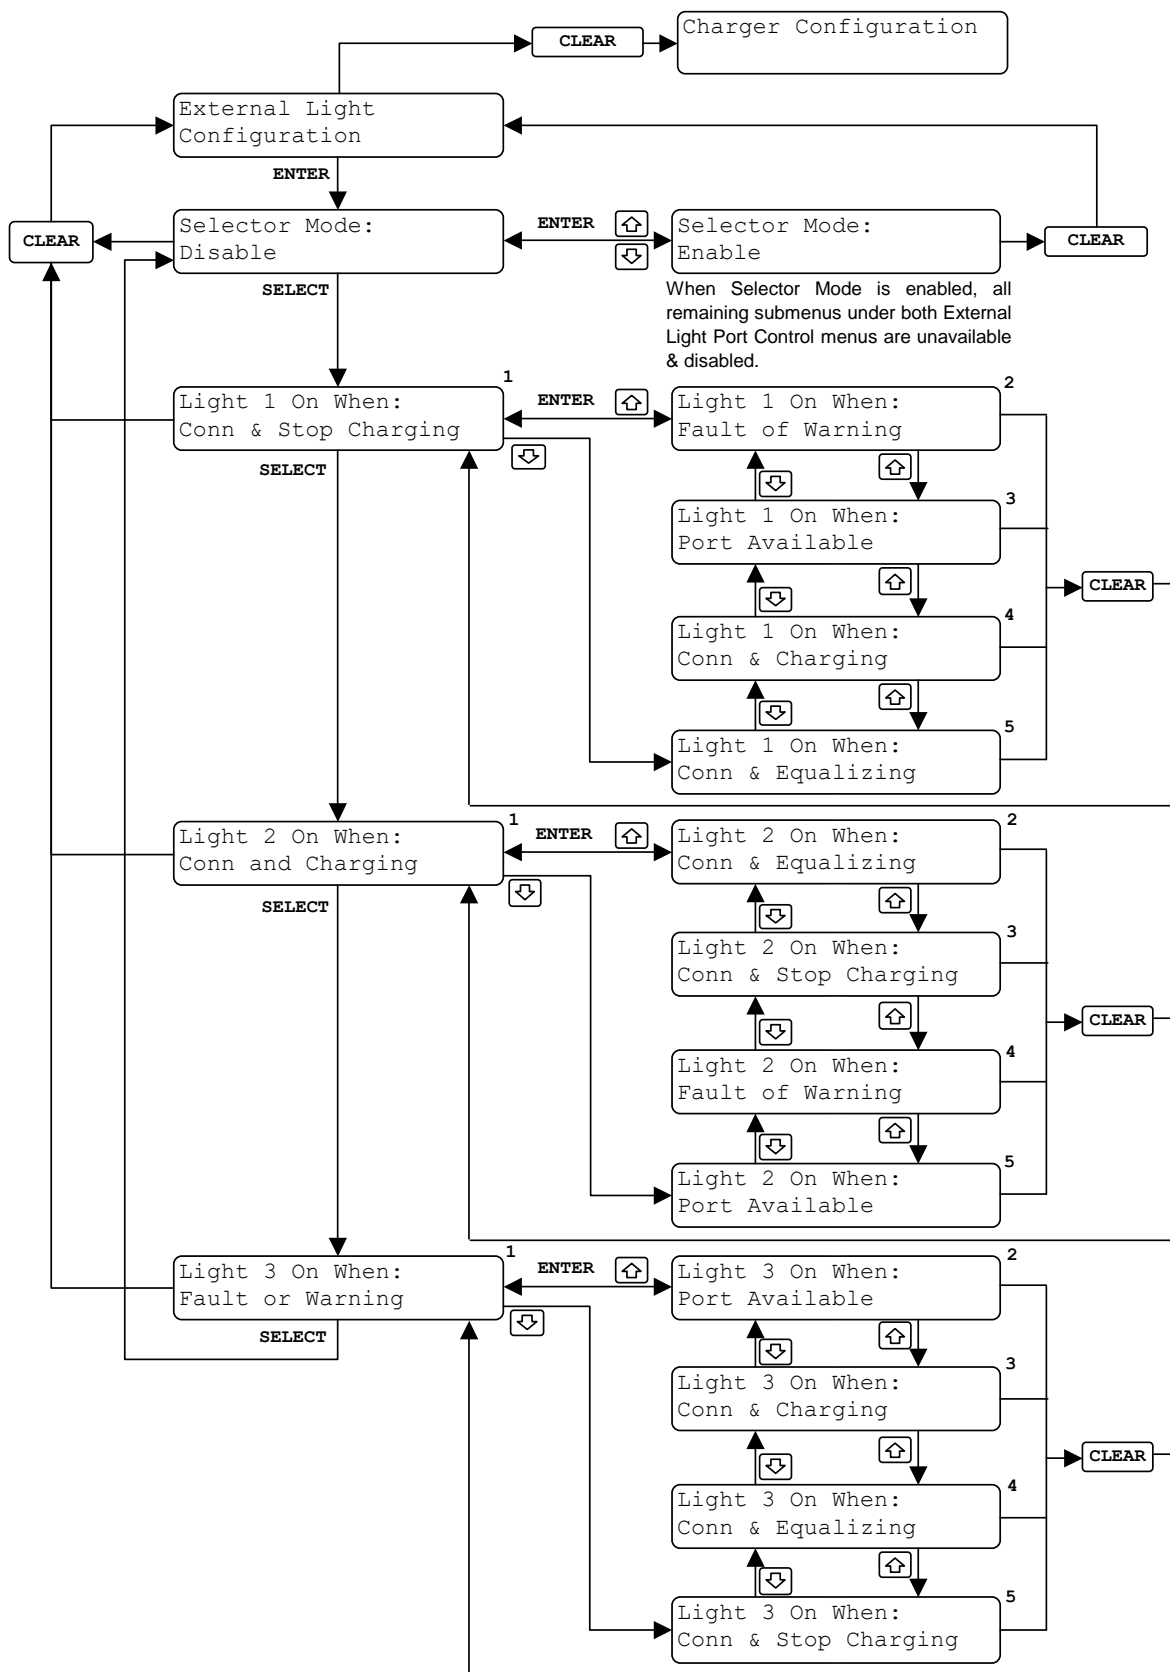 CLEAR
Charger Configuration
External Light
Configuration
ENTER
CLEAR
Selector Mode:
Disable
ENTER
Selector Mode:
Enable
CLEAR
SELECT
When Selector Mode is enabled, all
remaining submenus under both External
Light Port Control menus are unavailable
& disabled.
1
Light 1 On When:
Conn & Stop Charging
ENTER
2
Light 1 On When:
Fault of Warning
SELECT
3
Light 1 On When:
Port Available
CLEAR
4
Light 1 On When:
Conn & Charging
5
Light 1 On When:
Conn & Equalizing
1
Light 2 On When:
Conn and Charging
ENTER
2
Light 2 On When:
Conn & Equalizing
SELECT
3
Light 2 On When:
Conn & Stop Charging
CLEAR
4
Light 2 On When:
Fault of Warning
5
Light 2 On When:
Port Available
1
Light 3 On When:
Fault or Warning
ENTER
2
Light 3 On When:
Port Available
SELECT
3
Light 3 On When:
Conn & Charging
CLEAR
4
Light 3 On When:
Conn & Equalizing
5
Light 3 On When:
Conn & Stop Charging